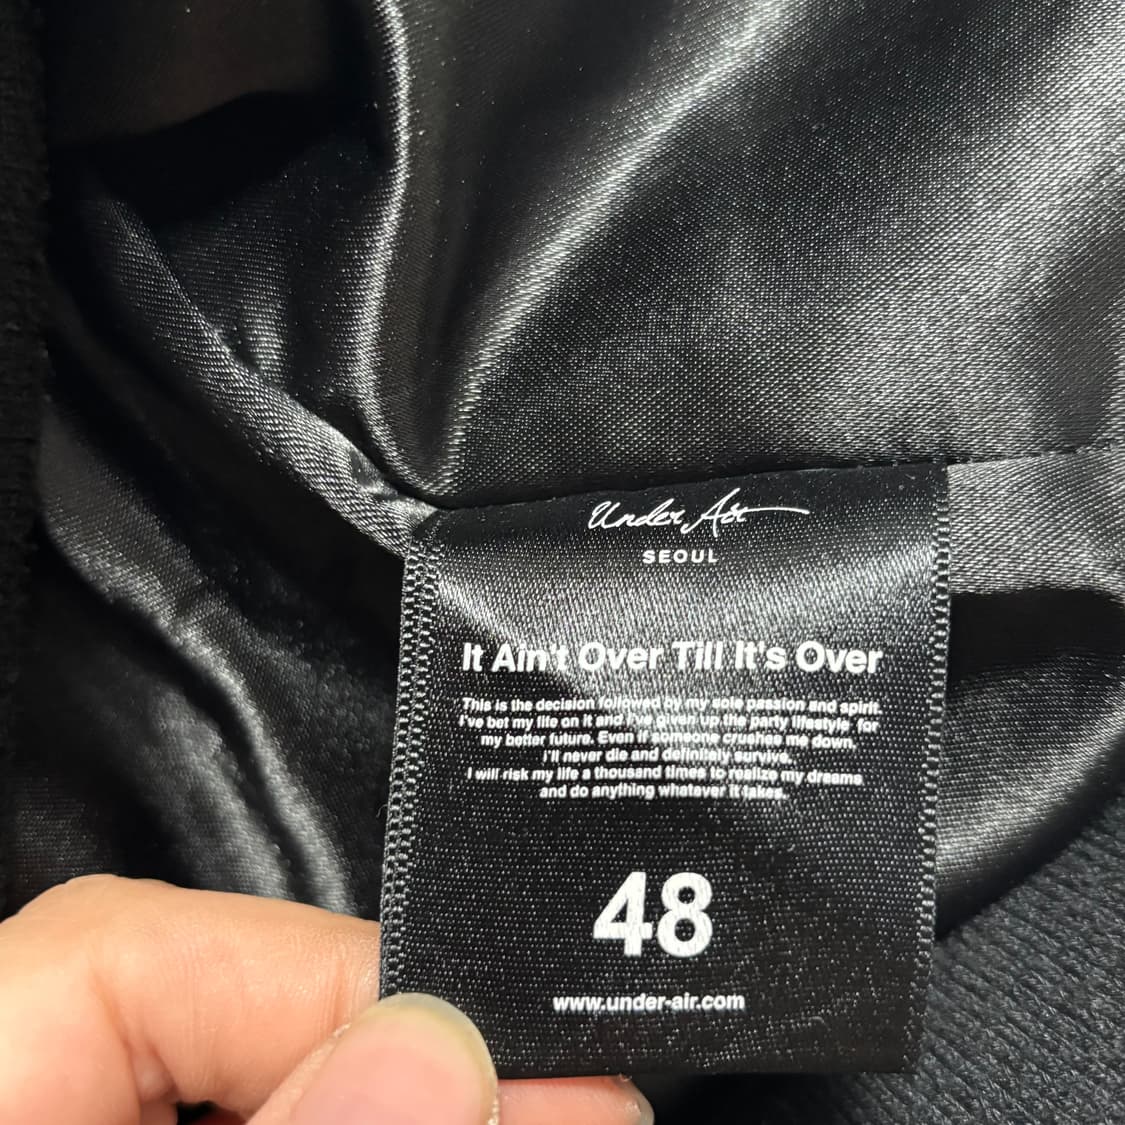 Under Air
SEOUL
It Ain't Over Till It's Over
This is the decision followed by my sole passion and spirit.
I've bet my life on it and I've given up the party lifestyle, for
my better future. Even if someone crushes me down,
I'll never die and definitely survive.
I will risk my life a thousand times to realize my dreams
and do anything whatever it takes.
48
www.under-air.com